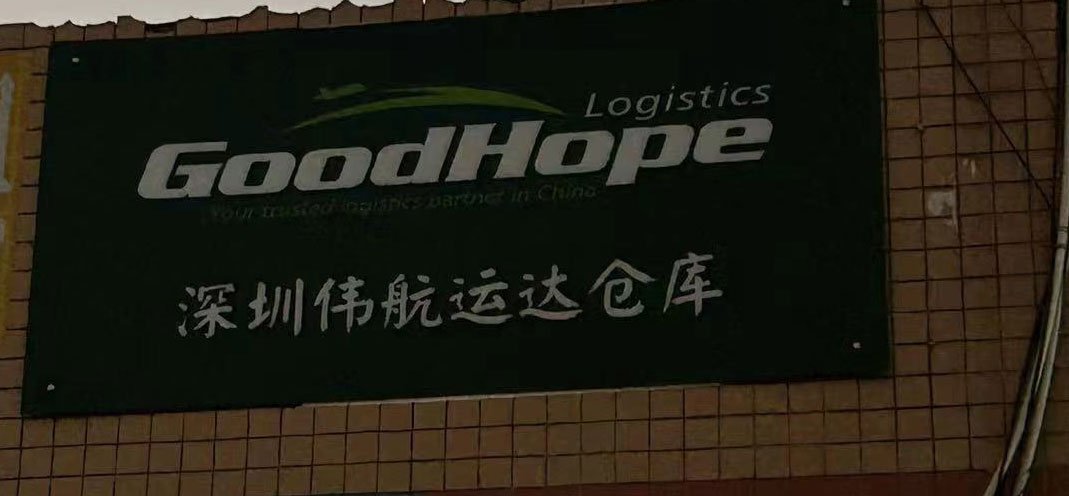 Logistics
GoodHope
Your trusted logistics partner in China
深圳伟航运达仓库